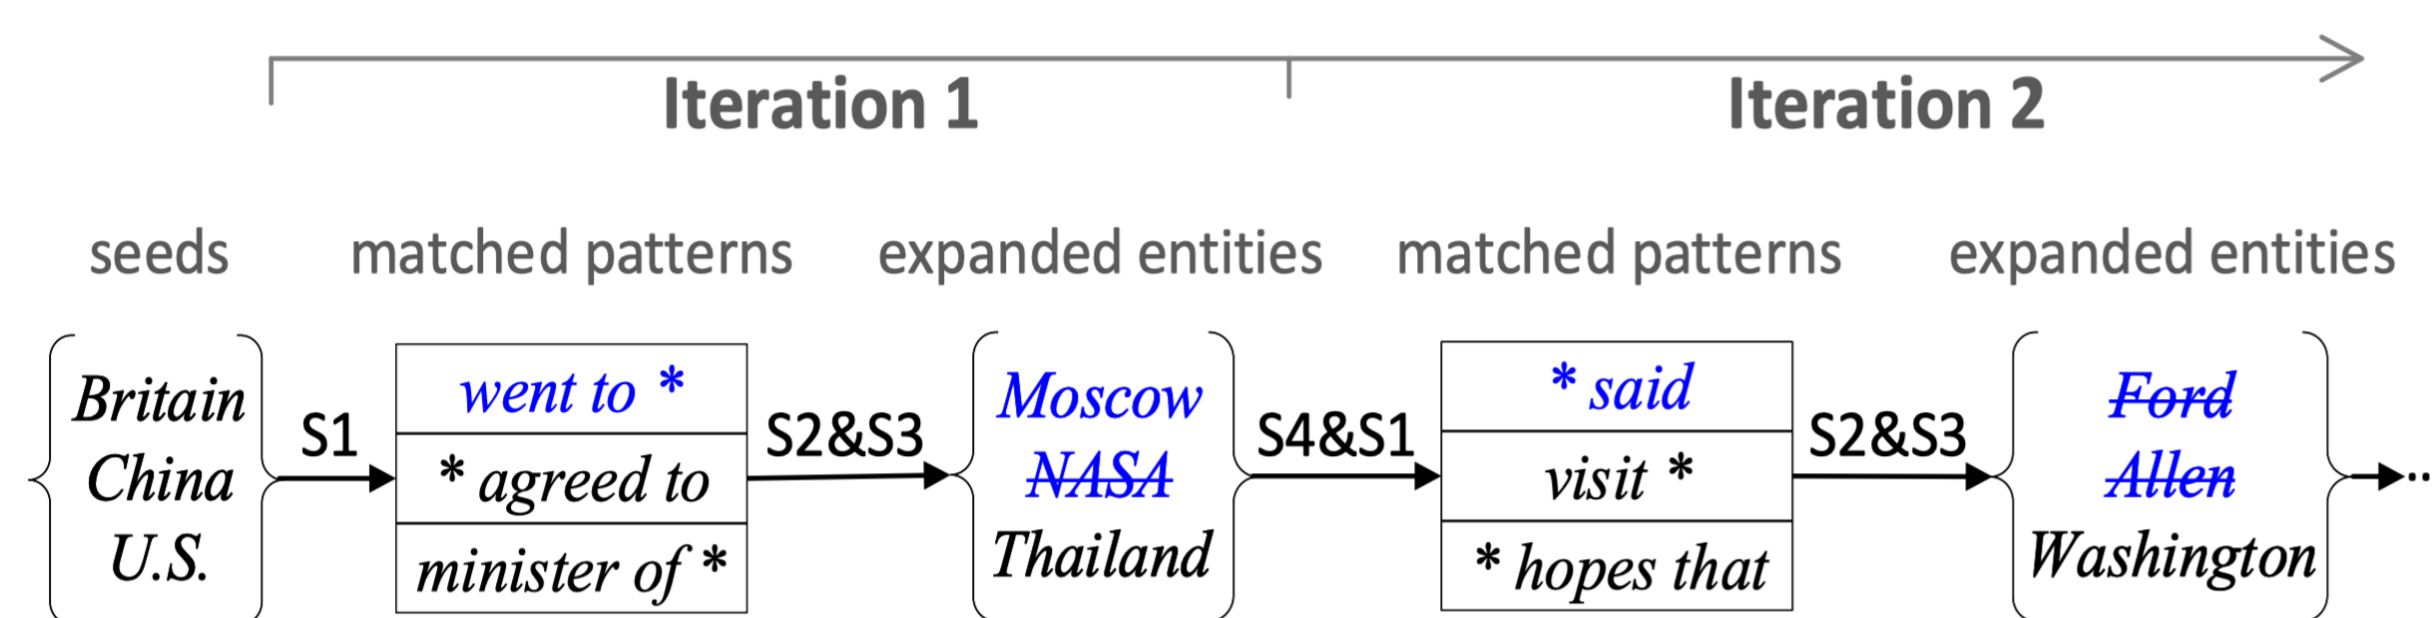 Iteration 1 Iteration 2
seeds matched patterns expanded entities matched patterns expanded entities
Britain
China
U.S.
S1
went to *
* agreed to
minister of *
S2&S3
Moscow
NASA
Thailand
S4&S1
* said
visit *
* hopes that
S2&S3
Ford
Allen
Washington
..